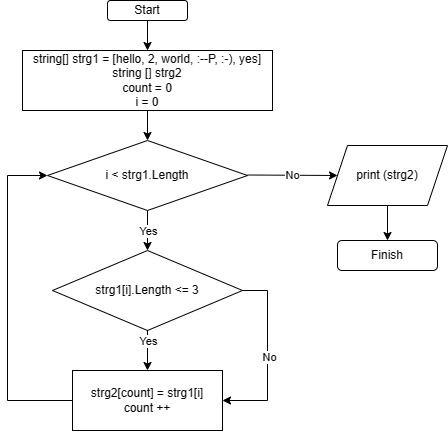 Start
string[] strg1 = [hello, 2, world, :--P, :-), yes]
string [] strg2
count = 0
i = 0
i < strg1.Length
No
print (strg2)
Yes
Finish
strg1[i].Length <= 3
Yes
No
strg2[count] = strg1[i]
count ++